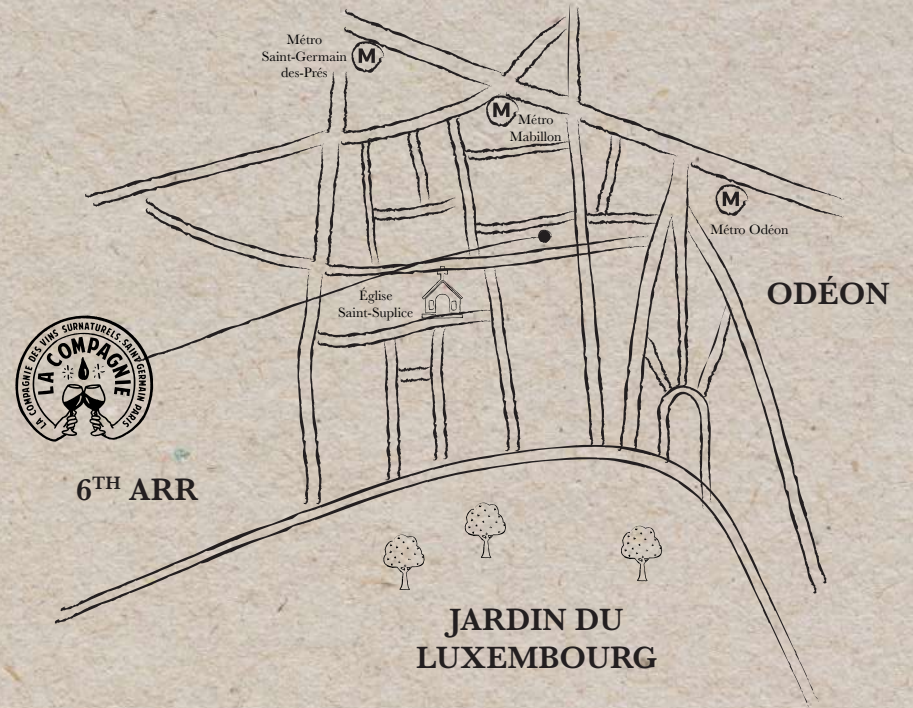 Métro
Saint-Germain
des-Prés
M
M
Métro
Mabillon
M
Métro Odéon
ODÉON
Église
Saint-Suplice
LA COMPAGNIE DES VINS SURNATURELS. SAINT GERMAIN PARIS
LA COMPAGNIE
6TH ARR
JARDIN DU
LUXEMBOURG